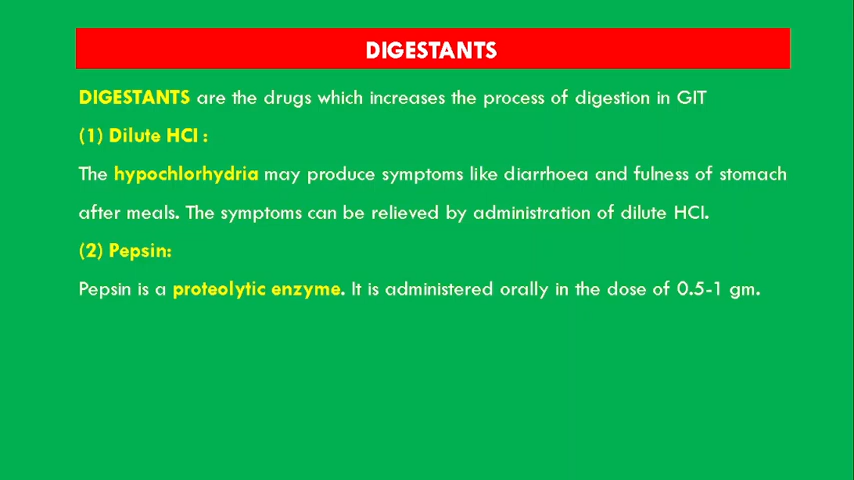 DIGESTANTS
DIGESTANTS are the drugs which increases the process of digestion in GIT
(1) Dilute HCl :
The hypochlorhydria may produce symptoms like diarrhoea and fulness of stomach
after meals. The symptoms can be relieved by administration of dilute HCl.
(2) Pepsin:
Pepsin is a proteolytic enzyme. It is administered orally in the dose of 0.5-1 gm.